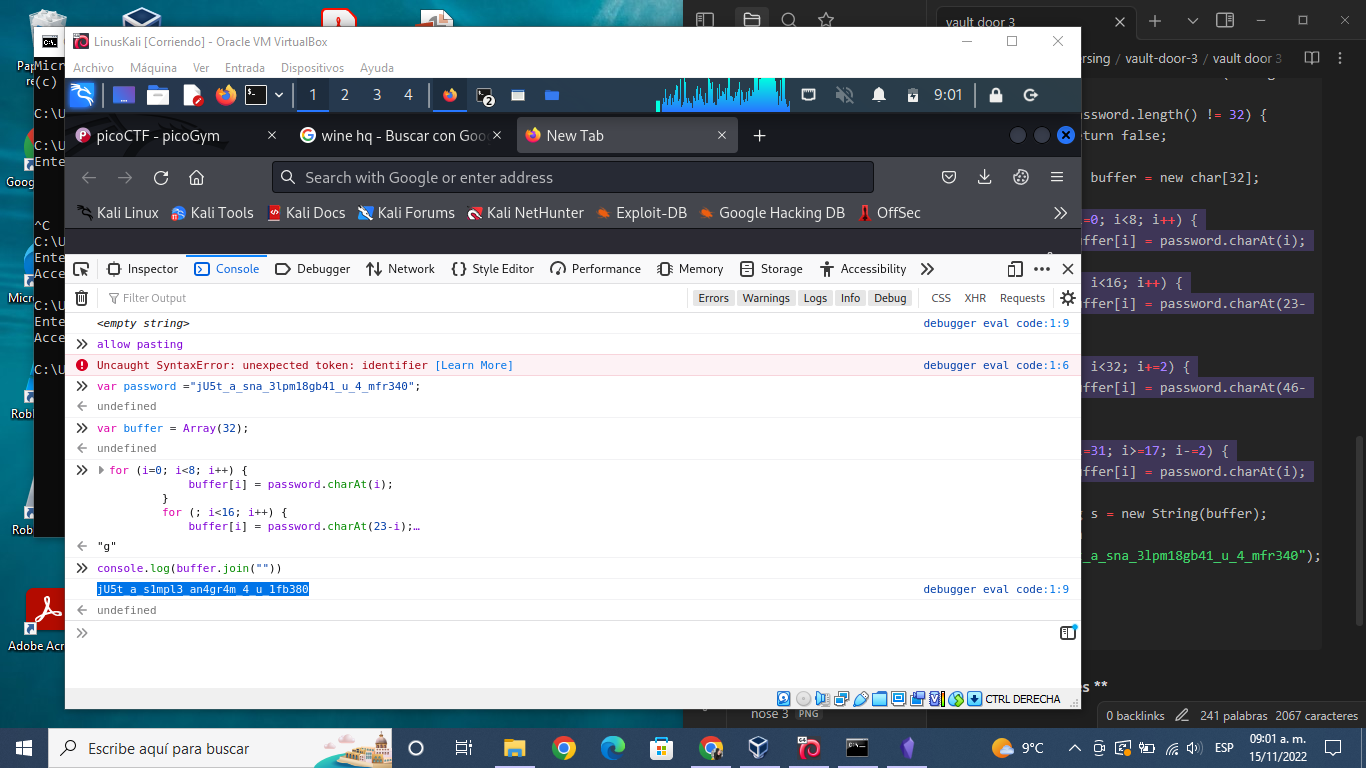 vault door 3
LinusKali [Corriendo] - Oracle VM VirtualBox
Archivo Máquina Ver Entrada Dispositivos Ayuda
1 2 3 4 2 9:01
picoCTF - picoGym
wine hq - Buscar con Goo
New Tab
Search with Google or enter address
Kali Linux Kali Tools Kali Docs Kali Forums Kali NetHunter Exploit-DB Google Hacking DB OffSec
Inspector Console Debugger Network Style Editor Performance Memory Storage Accessibility
Filter Output
Errors Warnings Logs Info Debug CSS XHR Requests
<empty string> debugger eval code:1:9
allow pasting
Uncaught SyntaxError: unexpected token: identifier [Learn More] debugger eval code:1:6
var password ="jU5t_a_sna_3lpm18gb41_u_4_mfr340";
undefined
var buffer = Array(32);
undefined
for (i=0; i<8; i++) {
buffer[i] = password.charAt(i);
}
for (; i<16; i++) {
buffer[i] = password.charAt(23-i);…
"g"
console.log(buffer.join(""))
jU5t_a_s1mpl3_an4gr4m_4_u_1fb380 debugger eval code:1:9
undefined
CTRL DERECHA
Micr
(c)
C:\U
C:\U
Ente
^C
C:\U
Ente
Acce
C:\U
Ente
Acce
C:\U
Goog
Micr
Robl
Rob
Adobe Acr
ersing / vault-door-3 / vault door 3
ssword.length() != 32) {
turn false;
buffer = new char[32];
=0; i<8; i++) {
uffer[i] = password.charAt(i);
i<16; i++) {
uffer[i] = password.charAt(23-
i<32; i+=2) {
uffer[i] = password.charAt(46-
=31; i>=17; i-=2) {
uffer[i] = password.charAt(i);
s = new String(buffer);
_a_sna_3lpm18gb41_u_4_mfr340");
s **
nose 3 PNG
0 backlinks 241 palabras 2067 caracteres
Escribe aquí para buscar
9°C
ESP
09:01 a. m.
15/11/2022